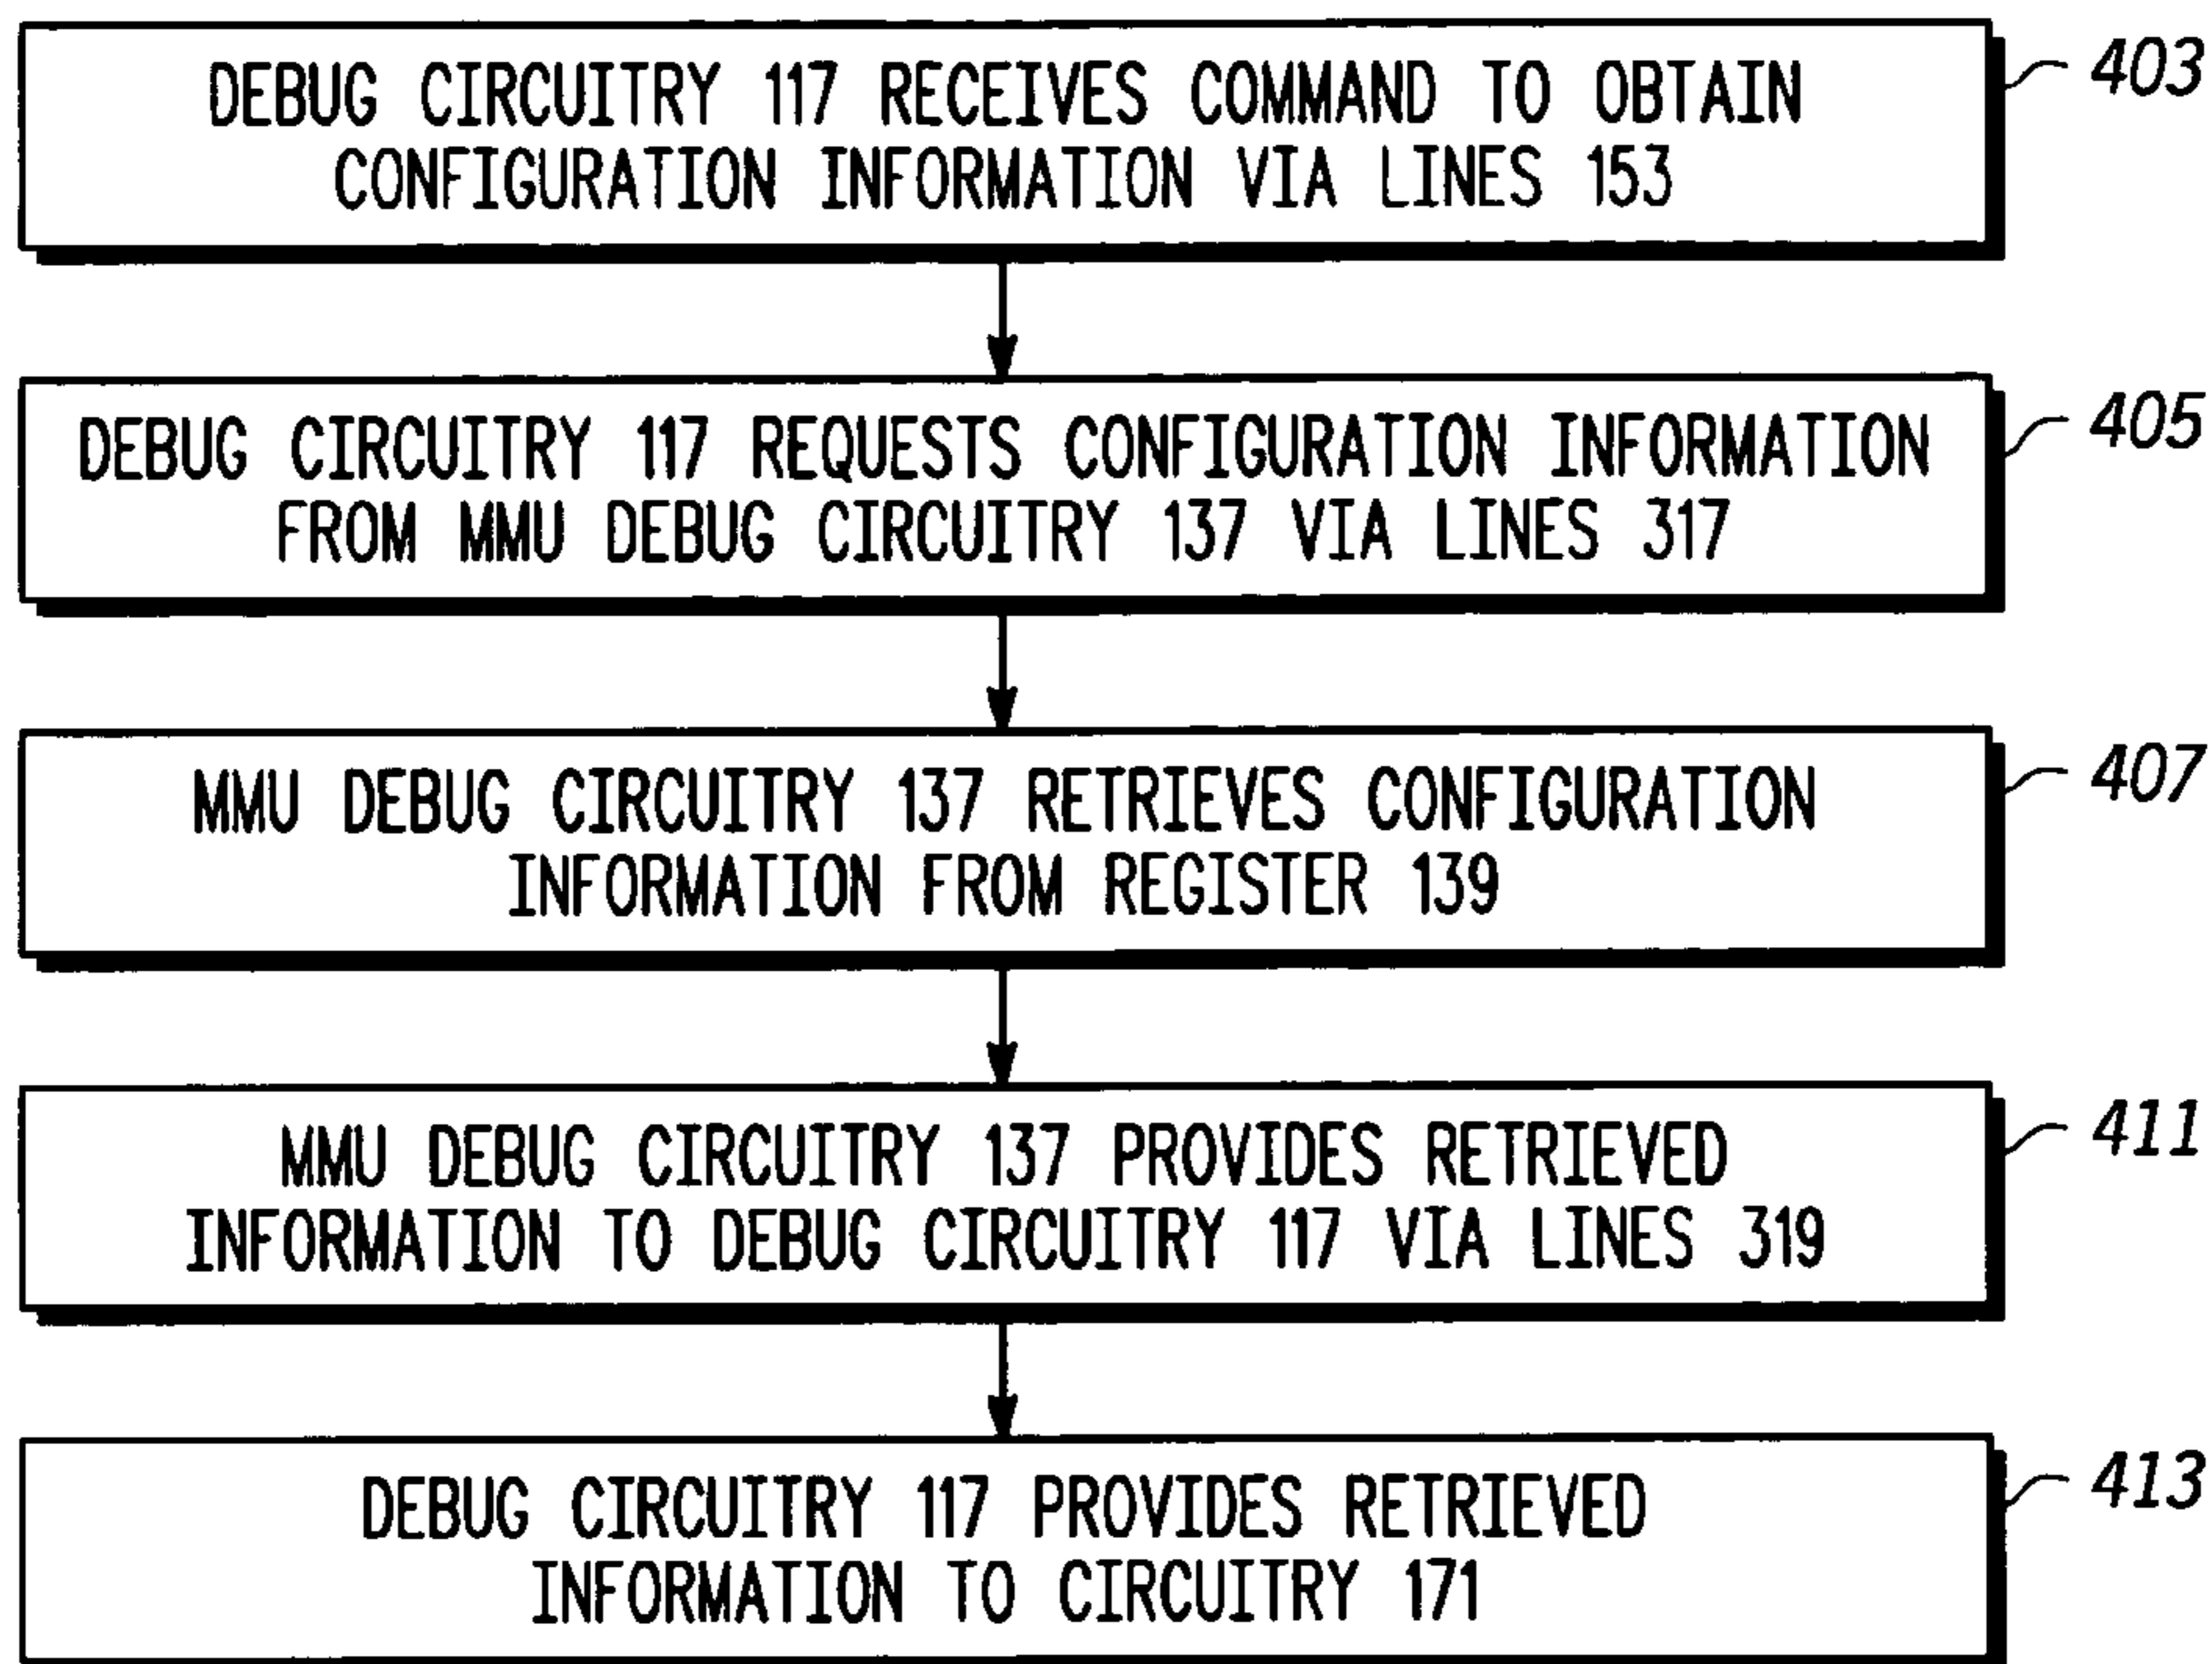 DEBUG CIRCUITRY 117 RECEIVES COMMAND TO OBTAIN
CONFIGURATION INFORMATION VIA LINES 153
403
DEBUG CIRCUITRY 117 REQUESTS CONFIGURATION INFORMATION
FROM MMU DEBUG CIRCUITRY 137 VIA LINES 317
405
MMU DEBUG CIRCUITRY 137 RETRIEVES CONFIGURATION
INFORMATION FROM REGISTER 139
407
MMU DEBUG CIRCUITRY 137 PROVIDES RETRIEVED
INFORMATION TO DEBUG CIRCUITRY 117 VIA LINES 319
411
DEBUG CIRCUITRY 117 PROVIDES RETRIEVED
INFORMATION TO CIRCUITRY 171
413